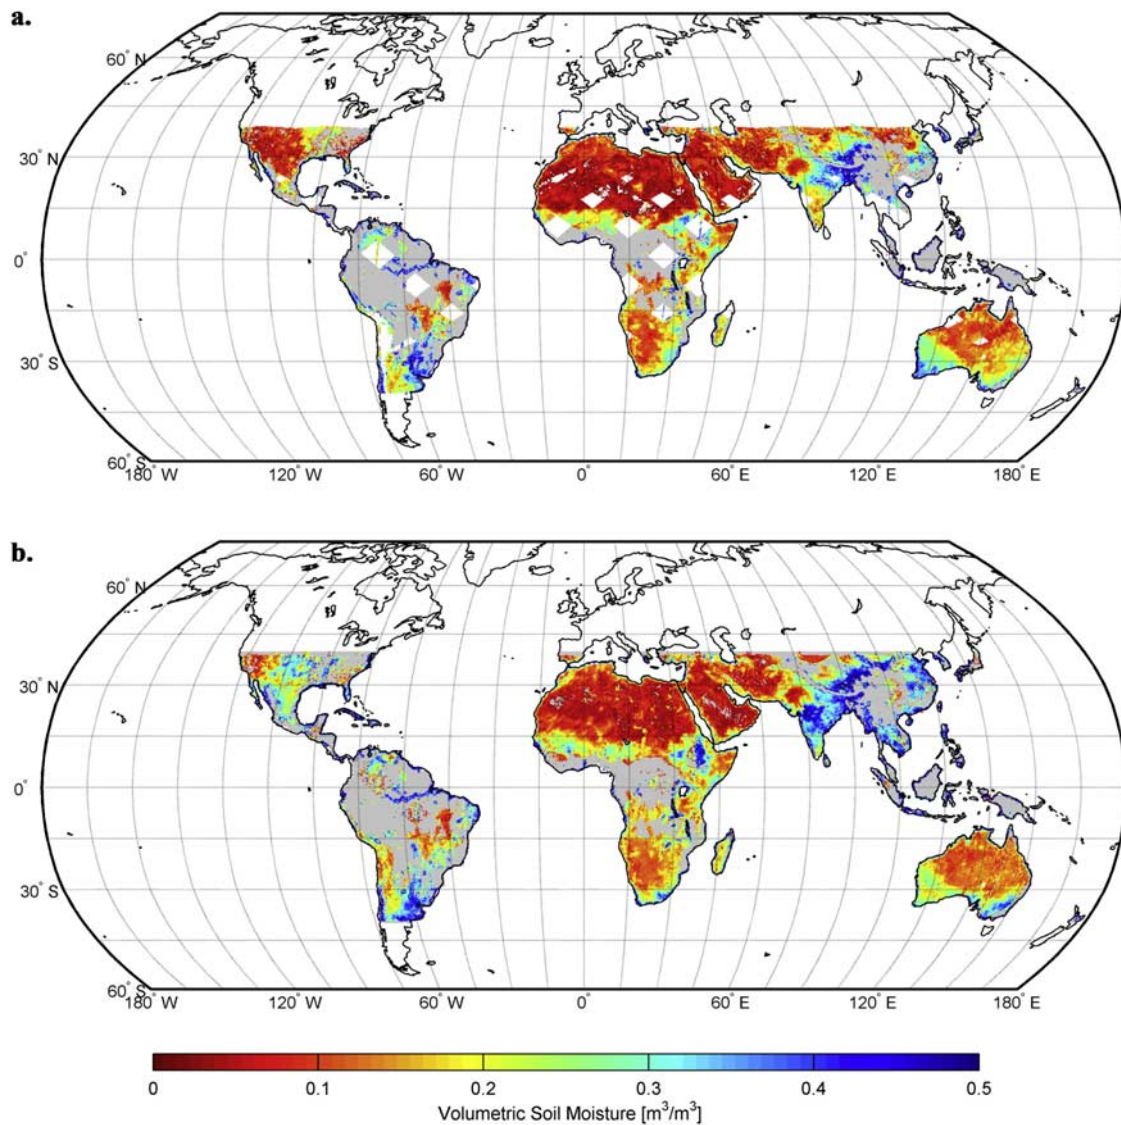 a.
60° N
30° N
0°
30° S
60° S
180° W
120° W
60° W
0°
60° E
120° E
180° E
b.
60° N
30° N
0°
30° S
60° S
180° W
120° W
60° W
0°
60° E
120° E
180° E
0
0.1
0.2
0.3
0.4
0.5
Volumetric Soil Moisture [m³/m³]